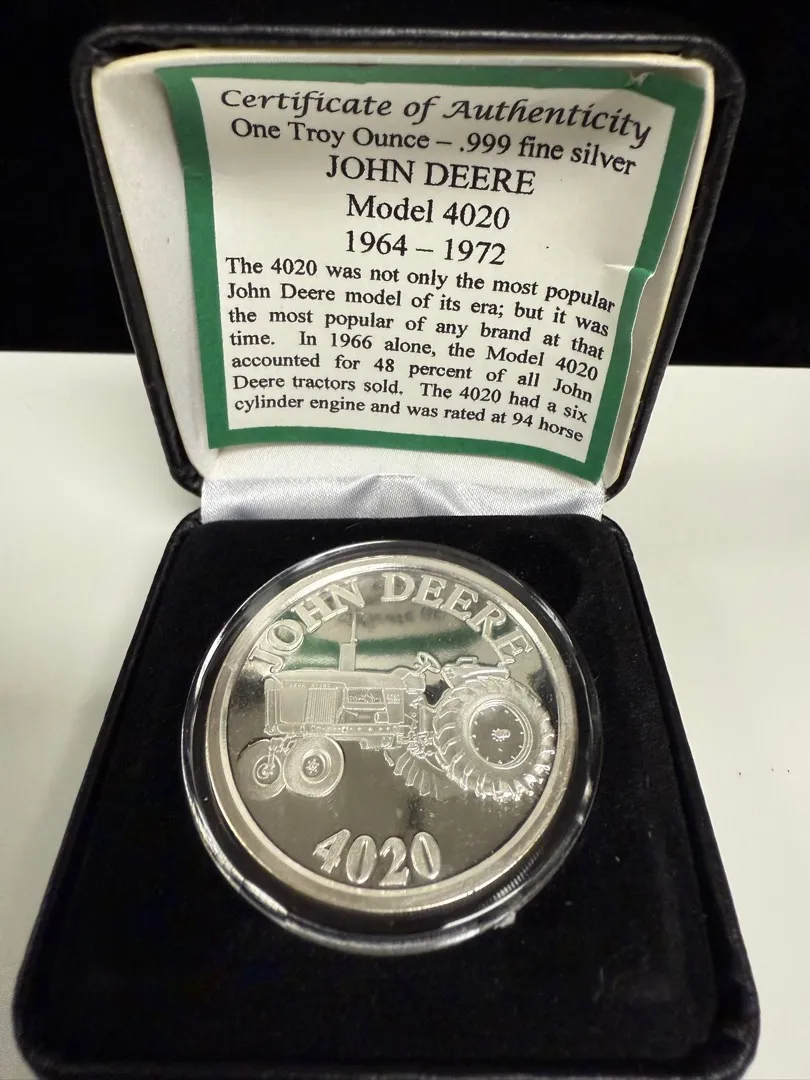 Certificate of Authenticity
One Troy Ounce – .999 fine silver
JOHN DEERE
Model 4020
1964 – 1972
The 4020 was not only the most popular
John Deere model of its era; but it was
the most popular of any brand at that
time. In 1966 alone, the Model 4020
accounted for 48 percent of all John
Deere tractors sold. The 4020 had a six
cylinder engine and was rated at 94 horse
JOHN DEERE
JOHN DEERE
4020